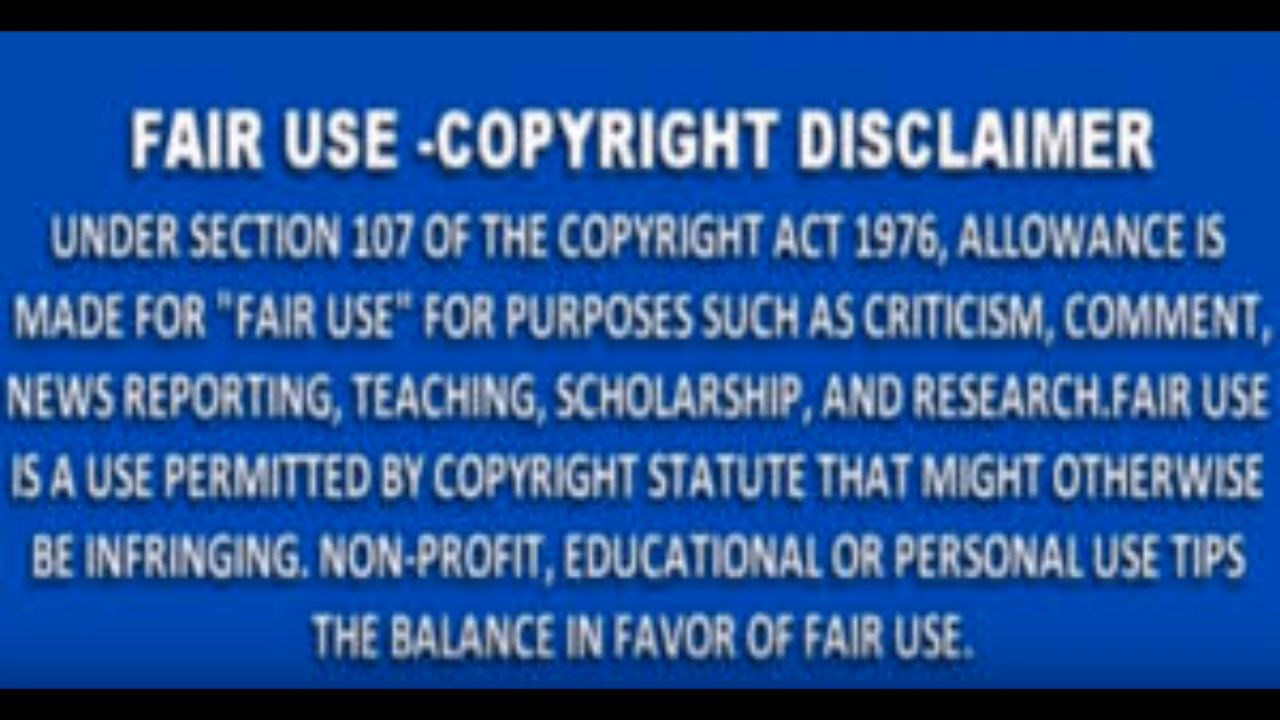 FAIR USE -COPYRIGHT DISCLAIMER
UNDER SECTION 107 OF THE COPYRIGHT ACT 1976, ALLOWANCE IS
MADE FOR "FAIR USE" FOR PURPOSES SUCH AS CRITICISM, COMMENT,
NEWS REPORTING, TEACHING, SCHOLARSHIP, AND RESEARCH.FAIR USE
IS A USE PERMITTED BY COPYRIGHT STATUTE THAT MIGHT OTHERWISE
BE INFRINGING. NON-PROFIT, EDUCATIONAL OR PERSONAL USE TIPS
THE BALANCE IN FAVOR OF FAIR USE.